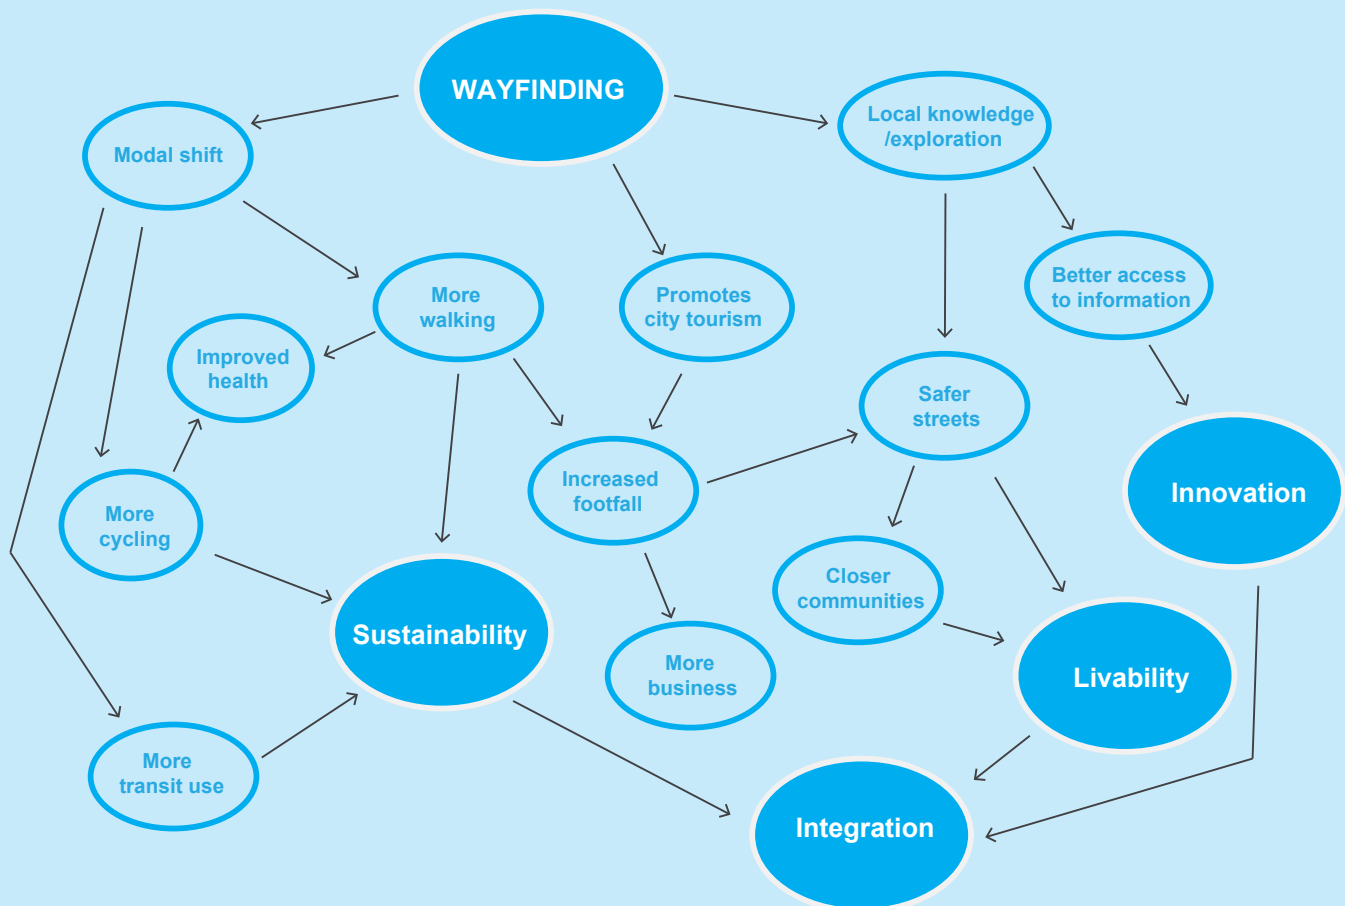 WAYFINDING
Local knowledge
/exploration
Modal shift
Better access
to information
More
walking
Promotes
city tourism
Improved
health
Safer
streets
Increased
footfall
Innovation
More
cycling
Closer
communities
Sustainability
More
business
Livability
More
transit use
Integration